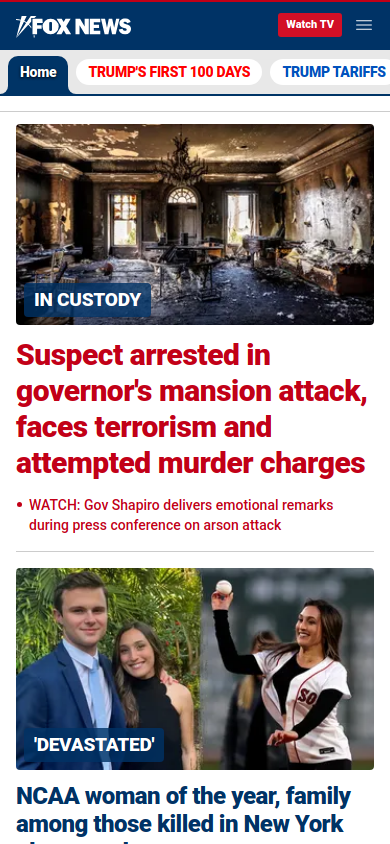 FOX NEWS
Watch TV
Home
TRUMP'S FIRST 100 DAYS
TRUMP TARIFFS
IN CUSTODY
Suspect arrested in
governor's mansion attack,
faces terrorism and
attempted murder charges
• WATCH: Gov Shapiro delivers emotional remarks
during press conference on arson attack
SO
'DEVASTATED'
NCAA woman of the year, family
among those killed in New York